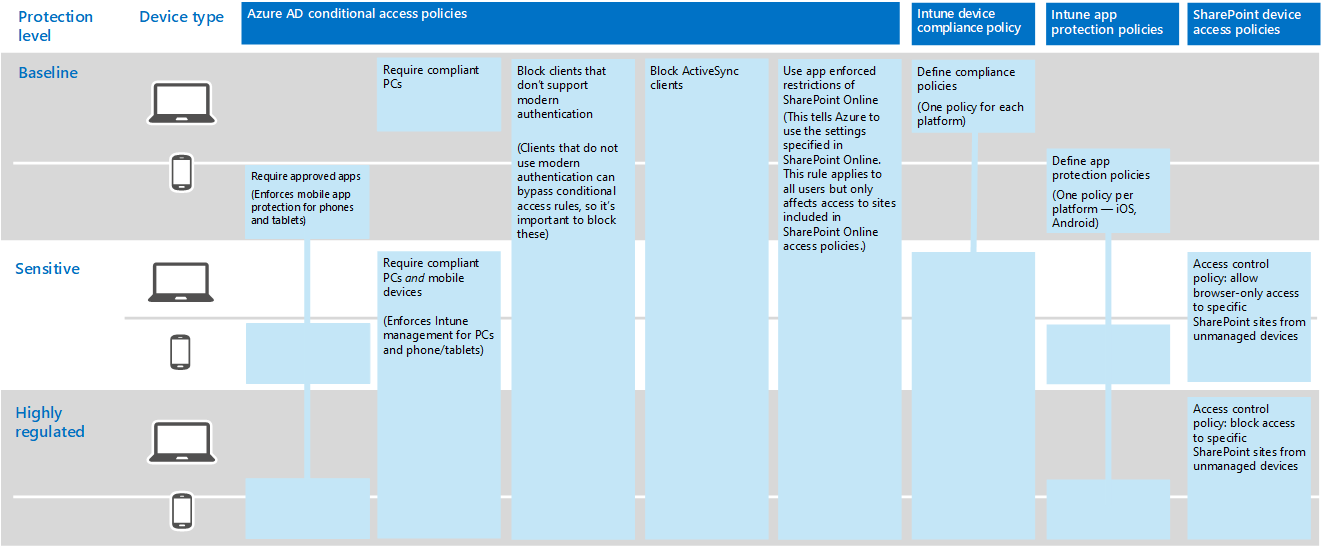 Protection
level
Device type
Azure AD conditional access policies
Intune device
compliance policy
Intune app
protection policies
SharePoint device
access policies
Baseline
Require compliant
PCs
Block clients that
don't support
modern
authentication
(Clients that do not
use modern
authentication can
bypass conditional
access rules, so it's
important to block
these)
Block ActiveSync
clients
Use app enforced
restrictions of
SharePoint Online
(This tells Azure to
use the settings
specified in
SharePoint Online.
This rule applies to
all users but only
affects access to sites
included in
SharePoint Online
access policies.)
Define compliance
policies
(One policy for each
platform)
Require approved apps
(Enforces mobile app
protection for phones
and tablets)
Define app
protection policies
(One policy per
platform — iOS,
Android)
Sensitive
Require compliant
PCs and mobile
devices
(Enforces Intune
management for PCs
and phone/tablets)
Access control
policy: allow
browser-only access
to specific
SharePoint sites from
unmanaged devices
Highly
regulated
Access control
policy: block access
to specific
SharePoint sites from
unmanaged devices